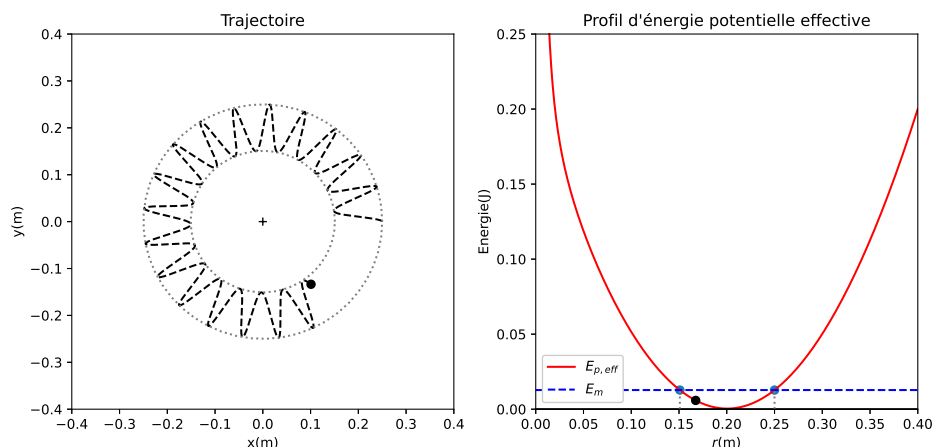 Trajectoire
0.4
0.3
0.2
0.1
0.0
−0.1
−0.2
−0.3
−0.4
y(m)
−0.4 −0.3 −0.2 −0.1 0.0 0.1 0.2 0.3 0.4
x(m)
Profil d'énergie potentielle effective
0.25
0.20
0.15
0.10
0.05
0.00
Energie(J)
E_{p,eff}
E_m
0.00 0.05 0.10 0.15 0.20 0.25 0.30 0.35 0.40
r(m)